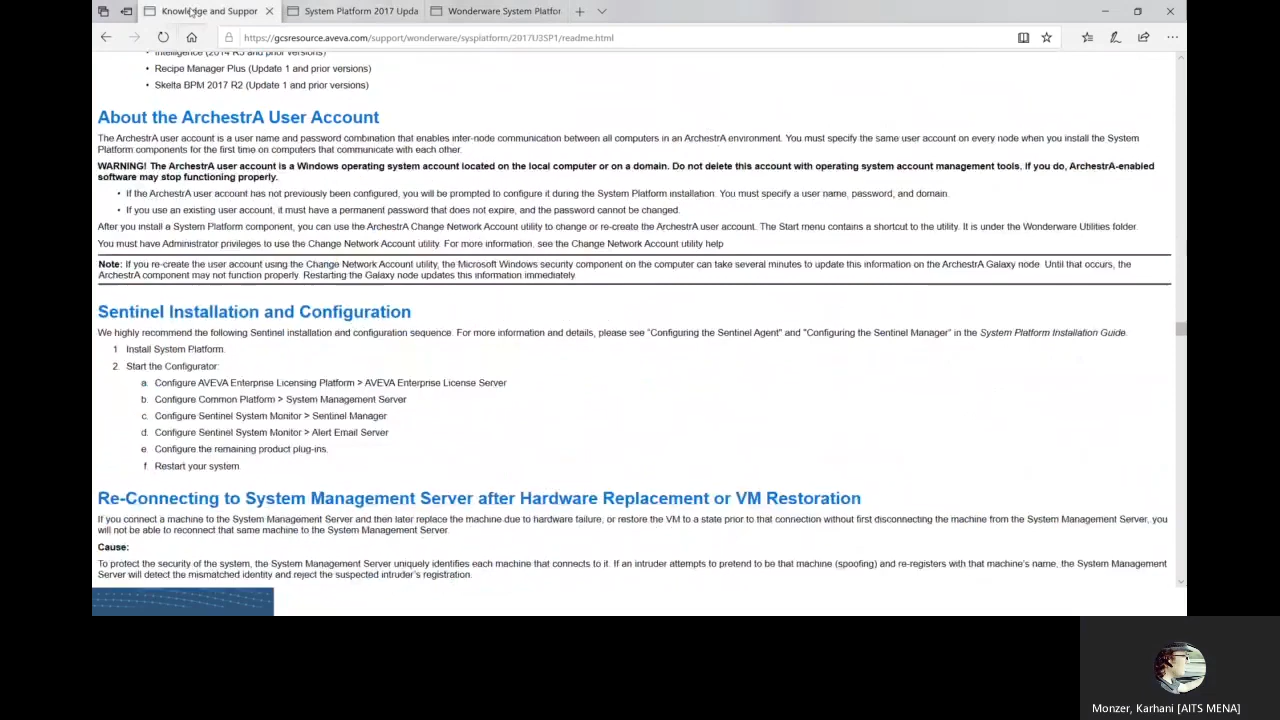 Knowledge and Suppor
System Platform 2017 Upda
Wonderware System Platfor
https://gcsresource.aveva.com/support/wonderware/sysplatform/2017U3SP1/readme.html
• Intelligence (2014 R3 and prior versions)
• Recipe Manager Plus (Update 1 and prior versions)
• Skelta BPM 2017 R2 (Update 1 and prior versions)
About the ArchestrA User Account
The ArchestrA user account is a user name and password combination that enables inter-node communication between all computers in an ArchestrA environment. You must specify the same user account on every node when you install the System
Platform components for the first time on computers that communicate with each other.
WARNING! The ArchestrA user account is a Windows operating system account located on the local computer or on a domain. Do not delete this account with operating system account management tools. If you do, ArchestrA-enabled
software may stop functioning properly.
• If the ArchestrA user account has not previously been configured, you will be prompted to configure it during the System Platform installation. You must specify a user name, password, and domain.
• If you use an existing user account, it must have a permanent password that does not expire, and the password cannot be changed.
After you install a System Platform component, you can use the ArchestrA Change Network Account utility to change or re-create the ArchestrA user account. The Start menu contains a shortcut to the utility. It is under the Wonderware Utilities folder.
You must have Administrator privileges to use the Change Network Account utility. For more information, see the Change Network Account utility help
Note: If you re-create the user account using the Change Network Account utility, the Microsoft Windows security component on the computer can take several minutes to update this information on the ArchestrA Galaxy node. Until that occurs, the
ArchestrA component may not function properly. Restarting the Galaxy node updates this information immediately.
Sentinel Installation and Configuration
We highly recommend the following Sentinel installation and configuration sequence. For more information and details, please see "Configuring the Sentinel Agent" and "Configuring the Sentinel Manager" in the System Platform Installation Guide.
1. Install System Platform.
2. Start the Configurator:
a. Configure AVEVA Enterprise Licensing Platform > AVEVA Enterprise License Server
b. Configure Common Platform > System Management Server
c. Configure Sentinel System Monitor > Sentinel Manager
d. Configure Sentinel System Monitor > Alert Email Server
e. Configure the remaining product plug-ins.
f. Restart your system.
Re-Connecting to System Management Server after Hardware Replacement or VM Restoration
If you connect a machine to the System Management Server and then later replace the machine due to hardware failure, or restore the VM to a state prior to that connection without first disconnecting the machine from the System Management Server, you
will not be able to reconnect that same machine to the System Management Server.
Cause:
To protect the security of the system, the System Management Server uniquely identifies each machine that connects to it. If an intruder attempts to pretend to be that machine (spoofing) and re-registers with that machine's name, the System Management
Server will detect the mismatched identity and reject the suspected intruder's registration.
Monzer, Karhani [AITS MENA]